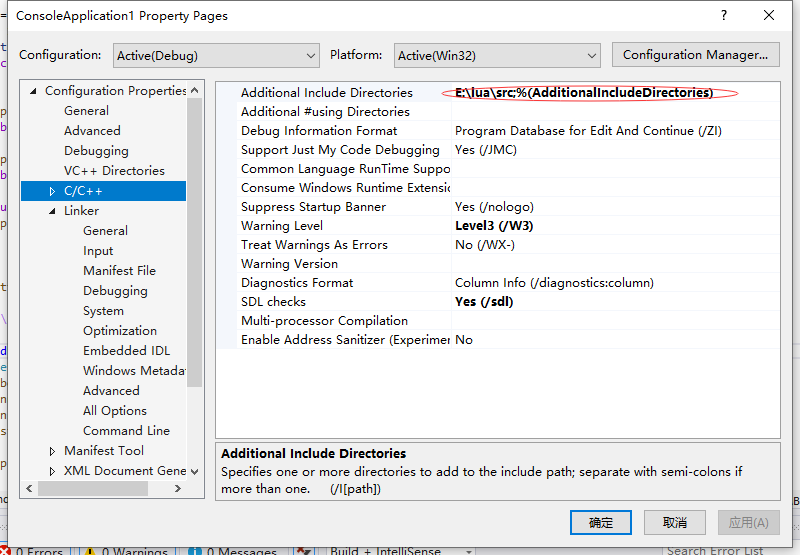 ConsoleApplication1 Property Pages
?
Configuration: Active(Debug) Platform: Active(Win32) Configuration Manager...
Configuration Properties
General
Advanced
Debugging
VC++ Directories
C/C++
Linker
General
Input
Manifest File
Debugging
System
Optimization
Embedded IDL
Windows Metada
Advanced
All Options
Command Line
Manifest Tool
XML Document Gene
Additional Include Directories E:\lua\src;%(AdditionalIncludeDirectories)
Additional #using Directories
Debug Information Format Program Database for Edit And Continue (/ZI)
Support Just My Code Debugging Yes (/JMC)
Common Language RunTime Suppo
Consume Windows Runtime Extensio
Suppress Startup Banner Yes (/nologo)
Warning Level Level3 (/W3)
Treat Warnings As Errors No (/WX-)
Warning Version
Diagnostics Format Column Info (/diagnostics:column)
SDL checks Yes (/sdl)
Multi-processor Compilation
Enable Address Sanitizer (Experimen No
Additional Include Directories
Specifies one or more directories to add to the include path; separate with semi-colons if
more than one. (/I[path])
确定 取消 应用(A)
0 Errors 0 Warnings 0 Messages Build + IntelliSense Search Error List